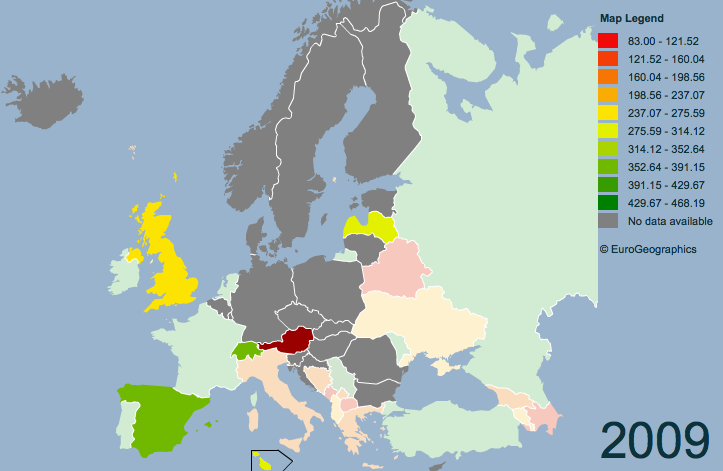 Map Legend
83.00 - 121.52
121.52 - 160.04
160.04 - 198.56
198.56 - 237.07
237.07 - 275.59
275.59 - 314.12
314.12 - 352.64
352.64 - 391.15
391.15 - 429.67
429.67 - 468.19
No data available
© EuroGeographics
2009